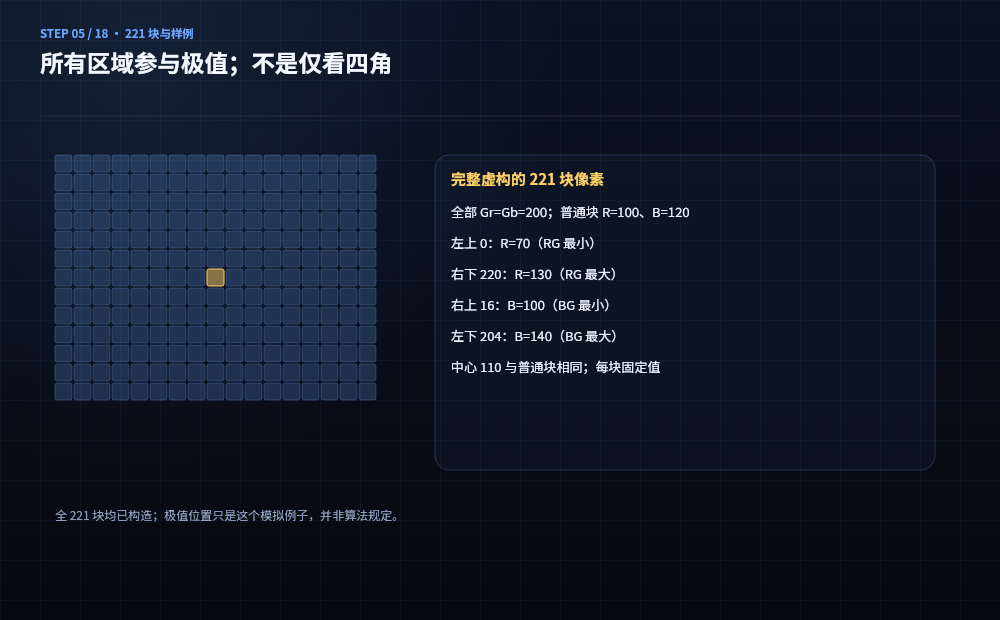 STEP 05 / 18 · 221 块与样例
所有区域参与极值；不是仅看四角
完整虚构的 221 块像素
全部 Gr=Gb=200；普通块 R=100、B=120
左上 0：R=70（RG 最小）
右下 220：R=130（RG 最大）
右上 16：B=100（BG 最小）
左下 204：B=140（BG 最大）
中心 110 与普通块相同；每块固定值
全 221 块均已构造；极值位置只是这个模拟例子，并非算法规定。